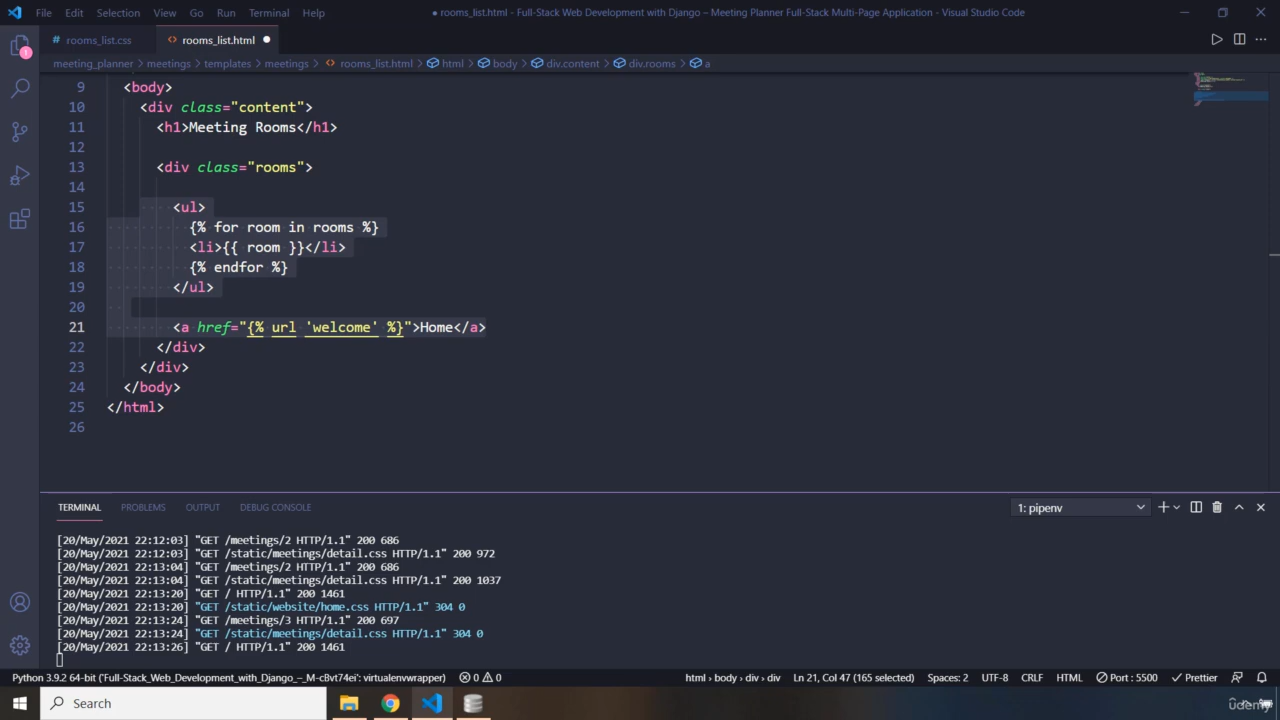 File Edit Selection View Go Run Terminal Help
● rooms_list.html - Full-Stack Web Development with Django – Meeting Planner Full-Stack Multi-Page Application - Visual Studio Code
# rooms_list.css
<> rooms_list.html ●
meeting_planner > meetings > templates > meetings > <> rooms_list.html > html > body > div.content > div.rooms > a
1
9 <body>
10 <div class="content">
11 <h1>Meeting Rooms</h1>
12
13 <div class="rooms">
14
15 <ul>
16 {% for room in rooms %}
17 <li>{{ room }}</li>
18 {% endfor %}
19 </ul>
20
21 <a href="{% url 'welcome' %}">Home</a>
22 </div>
23 </div>
24 </body>
25 </html>
26
TERMINAL PROBLEMS OUTPUT DEBUG CONSOLE
1: pipenv
[20/May/2021 22:12:03] "GET /meetings/2 HTTP/1.1" 200 686
[20/May/2021 22:12:03] "GET /static/meetings/detail.css HTTP/1.1" 200 972
[20/May/2021 22:13:04] "GET /meetings/2 HTTP/1.1" 200 686
[20/May/2021 22:13:04] "GET /static/meetings/detail.css HTTP/1.1" 200 1037
[20/May/2021 22:13:20] "GET / HTTP/1.1" 200 1461
[20/May/2021 22:13:20] "GET /static/website/home.css HTTP/1.1" 304 0
[20/May/2021 22:13:24] "GET /meetings/3 HTTP/1.1" 200 697
[20/May/2021 22:13:24] "GET /static/meetings/detail.css HTTP/1.1" 304 0
[20/May/2021 22:13:26] "GET / HTTP/1.1" 200 1461
Python 3.9.2 64-bit ('Full-Stack_Web_Development_with_Django_–_M-c8vt74ei': virtualenvwrapper) 0 0
html › body › div › div Ln 21, Col 47 (165 selected) Spaces: 2 UTF-8 CRLF HTML Port : 5500 Prettier
Search
udemy